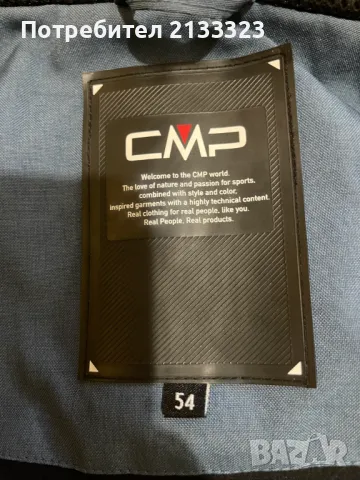 Потребител 2133323
CMP
Welcome to the CMP world.
The love of nature and passion for sports.
combined with style and color,
inspired garments with a highly technical content.
Real clothing for real people, like you.
Real People, Real products.
54
BAZAR